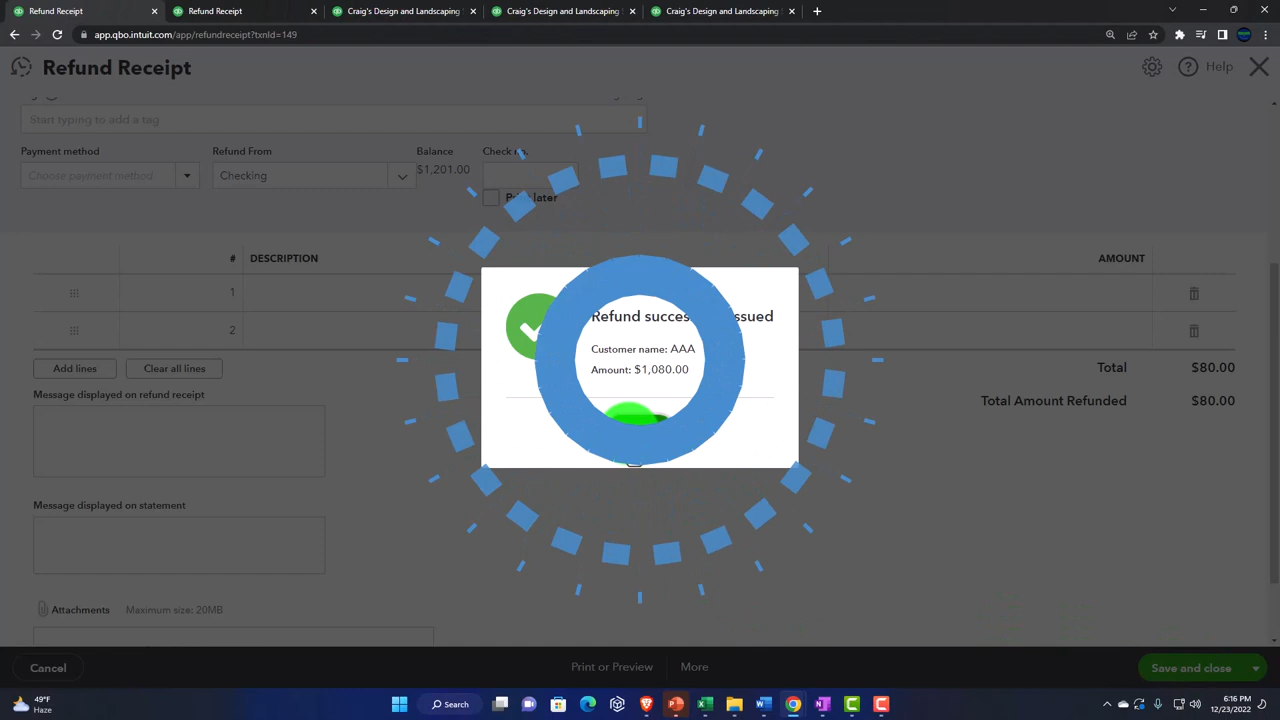 Refund Receipt
Refund Receipt
Craig's Design and Landscaping
Craig's Design and Landscaping
Craig's Design and Landscaping
app.qbo.intuit.com/app/refundreceipt?txnId=149
Refund Receipt
Help
Start typing to add a tag
Payment method
Refund From
Balance
Check no.
Choose payment method
Checking
$1,201.00
later
# DESCRIPTION
AMOUNT
1
2
Refund
Customer name: AAA
Amount: $1,080.00
Add lines
Clear all lines
Total $80.00
Message displayed on refund receipt
Total Amount Refunded $80.00
Message displayed on statement
Attachments Maximum size: 20MB
Cancel
Print or Preview
More
Save and close
49°F
Haze
Search
6:16 PM
12/23/2022